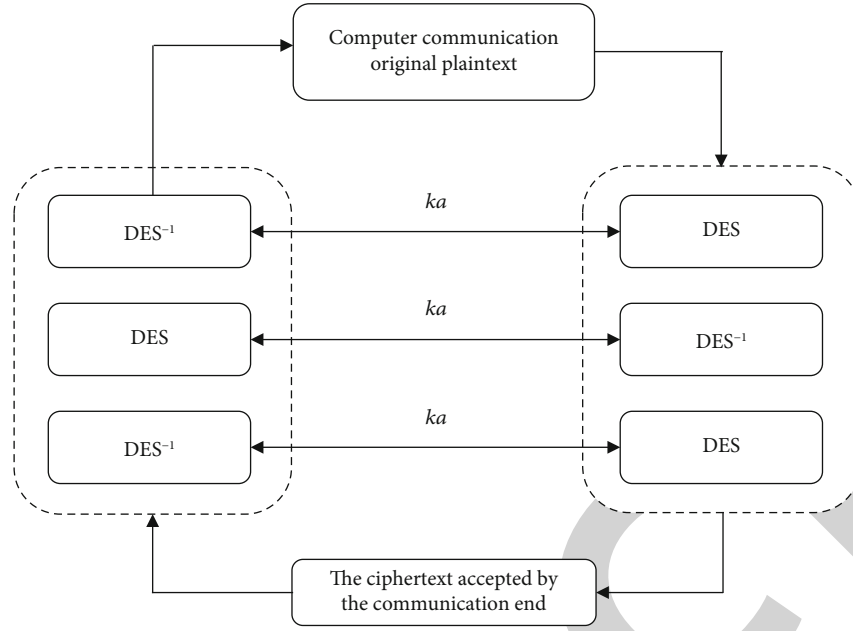 Computer communication
original plaintext
ka
DES⁻¹
DES
ka
DES
DES⁻¹
ka
DES⁻¹
DES
The ciphertext accepted by
the communication end